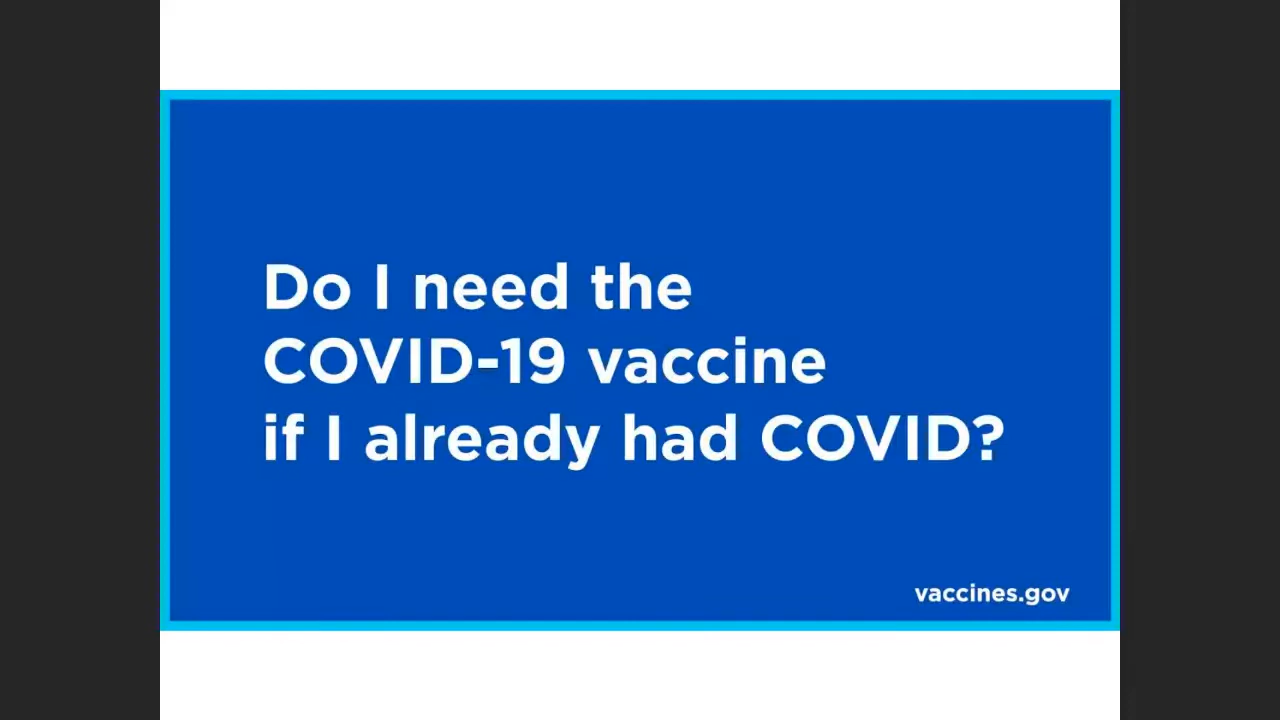 Do I need the
COVID-19 vaccine
if I already had COVID?
vaccines.gov